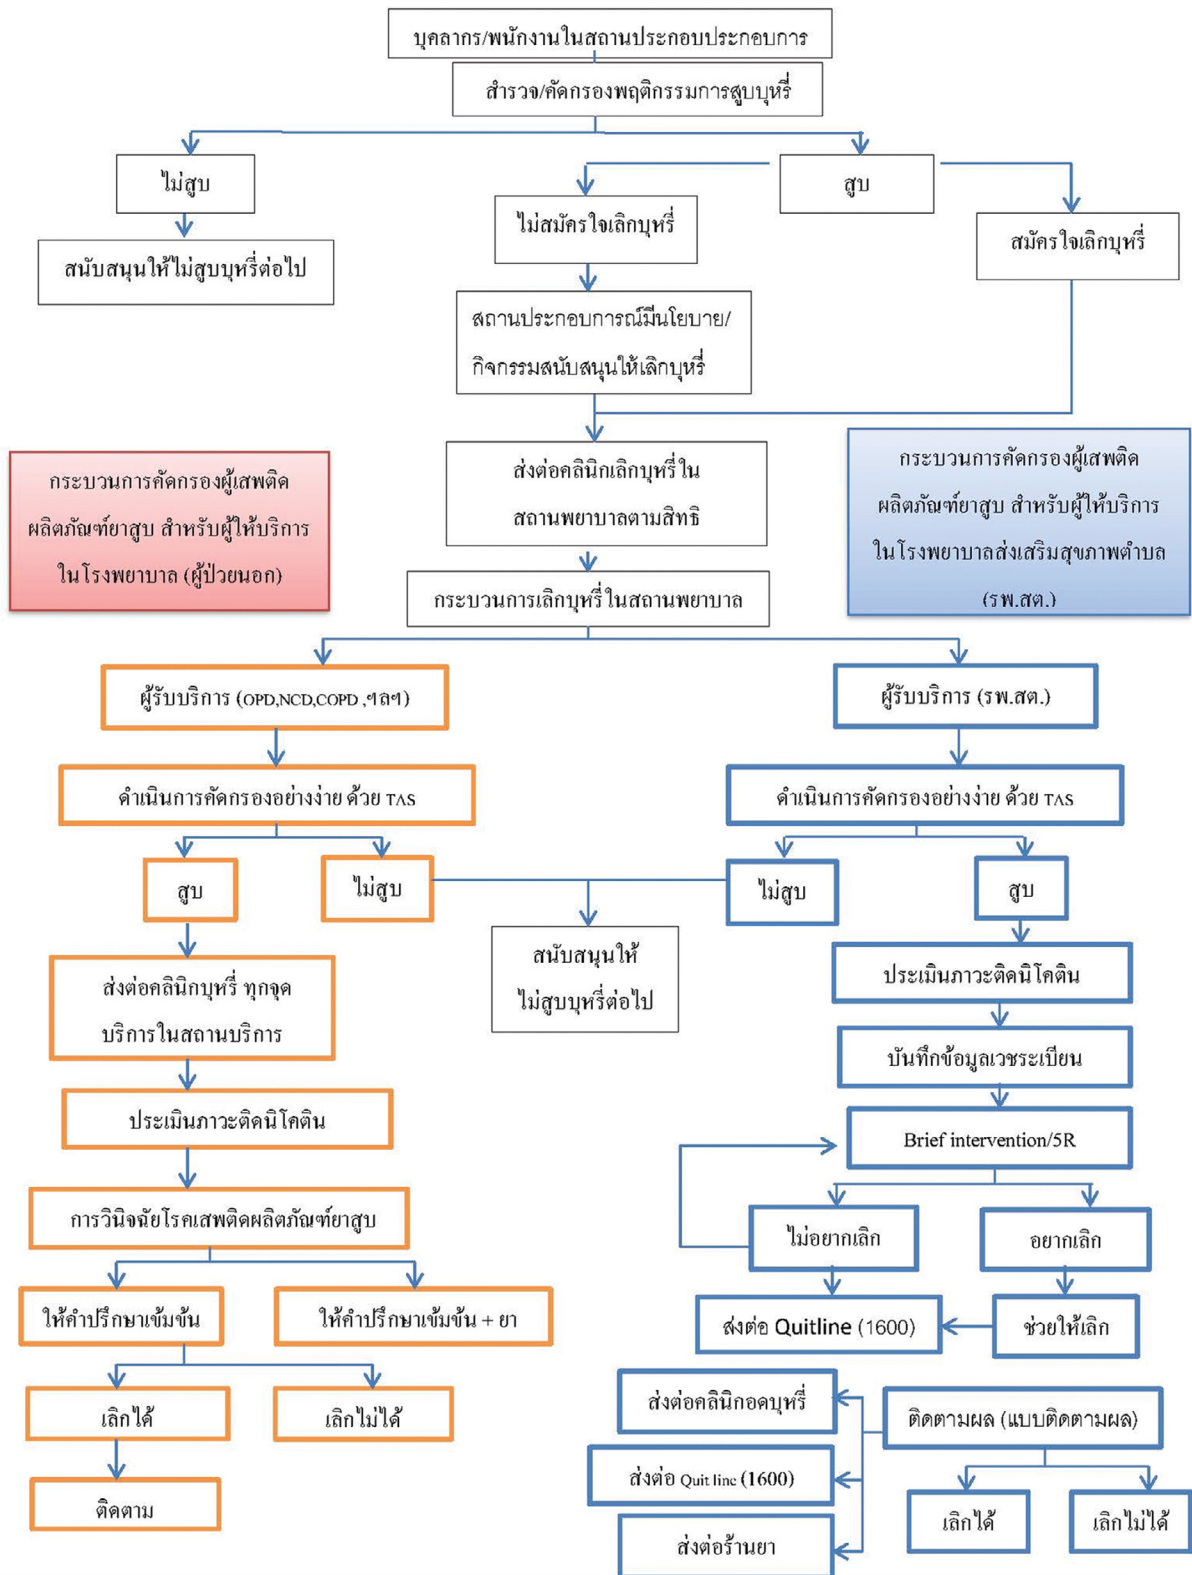 บุคลากร/พนักงานในสถานประกอบประกอบการ
สำรวจ/คัดกรองพฤติกรรมการสูบบุหรี่
ไม่สูบ
สูบ
สนับสนุนให้ไม่สูบบุหรี่ต่อไป
ไม่สมัครใจเลิกบุหรี่
สมัครใจเลิกบุหรี่
สถานประกอบการณ์มีนโยบาย/
กิจกรรมสนับสนุนให้เลิกบุหรี่
กระบวนการคัดกรองผู้เสพติด
ผลิตภัณฑ์ยาสูบ สำหรับผู้ให้บริการ
ในโรงพยาบาล (ผู้ป่วยนอก)
ส่งต่อคลินิกเลิกบุหรี่ใน
สถานพยาบาลตามสิทธิ
กระบวนการคัดกรองผู้เสพติด
ผลิตภัณฑ์ยาสูบ สำหรับผู้ให้บริการ
ในโรงพยาบาลส่งเสริมสุขภาพตำบล
(รพ.สต.)
กระบวนการเลิกบุหรี่ในสถานพยาบาล
ผู้รับบริการ (OPD,NCD,COPD ,ฯลฯ)
ผู้รับบริการ (รพ.สต.)
ดำเนินการคัดกรองอย่างง่าย ด้วย TAS
ดำเนินการคัดกรองอย่างง่าย ด้วย TAS
สูบ
ไม่สูบ
ไม่สูบ
สูบ
สนับสนุนให้
ไม่สูบบุหรี่ต่อไป
ส่งต่อคลินิกบุหรี่ ทุกจุด
บริการในสถานบริการ
ประเมินภาวะติดนิโคติน
บันทึกข้อมูลเวชระเบียน
ประเมินภาวะติดนิโคติน
Brief intervention/5R
การวินิจฉัยโรคเสพติดผลิตภัณฑ์ยาสูบ
ไม่อยากเลิก
อยากเลิก
ให้คำปรึกษาเข้มข้น
ให้คำปรึกษาเข้มข้น + ยา
ส่งต่อ Quitline (1600)
ช่วยให้เลิก
เลิกได้
เลิกไม่ได้
ส่งต่อคลินิกอดบุหรี่
ติดตามผล (แบบติดตามผล)
ติดตาม
ส่งต่อ Quit line (1600)
เลิกได้
เลิกไม่ได้
ส่งต่อร้านยา